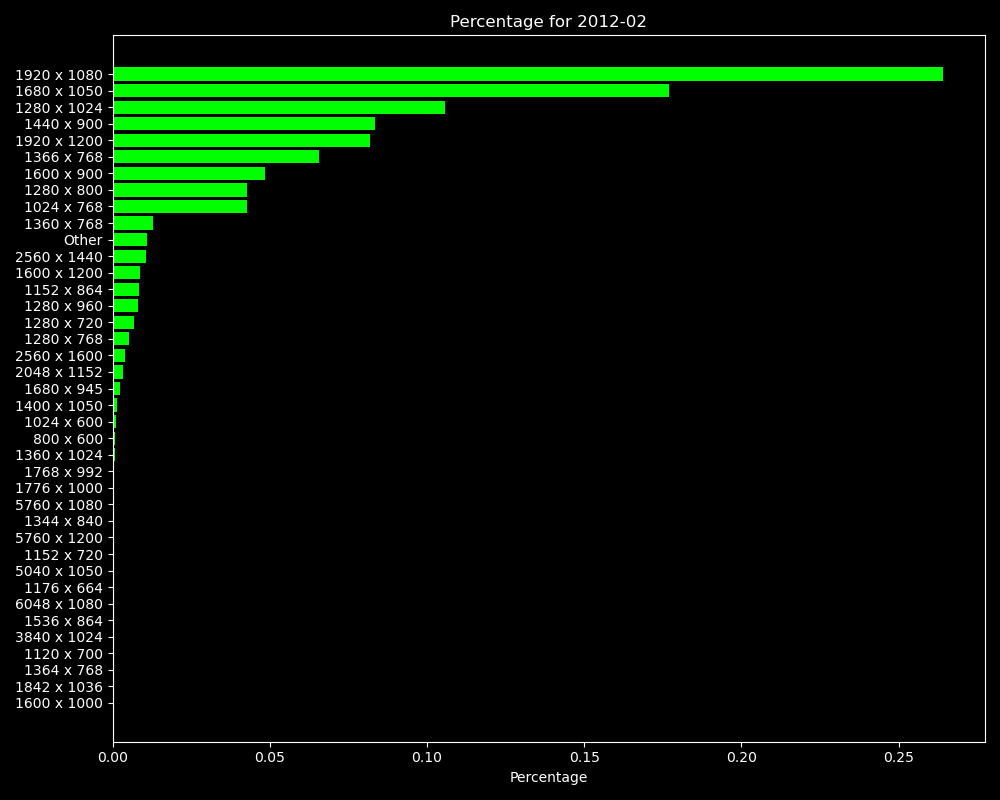 Percentage for 2012-02
1920 x 1080
1680 x 1050
1280 x 1024
1440 x 900
1920 x 1200
1366 x 768
1600 x 900
1280 x 800
1024 x 768
1360 x 768
Other
2560 x 1440
1600 x 1200
1152 x 864
1280 x 960
1280 x 720
1280 x 768
2560 x 1600
2048 x 1152
1680 x 945
1400 x 1050
1024 x 600
800 x 600
1360 x 1024
1768 x 992
1776 x 1000
5760 x 1080
1344 x 840
5760 x 1200
1152 x 720
5040 x 1050
1176 x 664
6048 x 1080
1536 x 864
3840 x 1024
1120 x 700
1364 x 768
1842 x 1036
1600 x 1000
0.00 0.05 0.10 0.15 0.20 0.25
Percentage